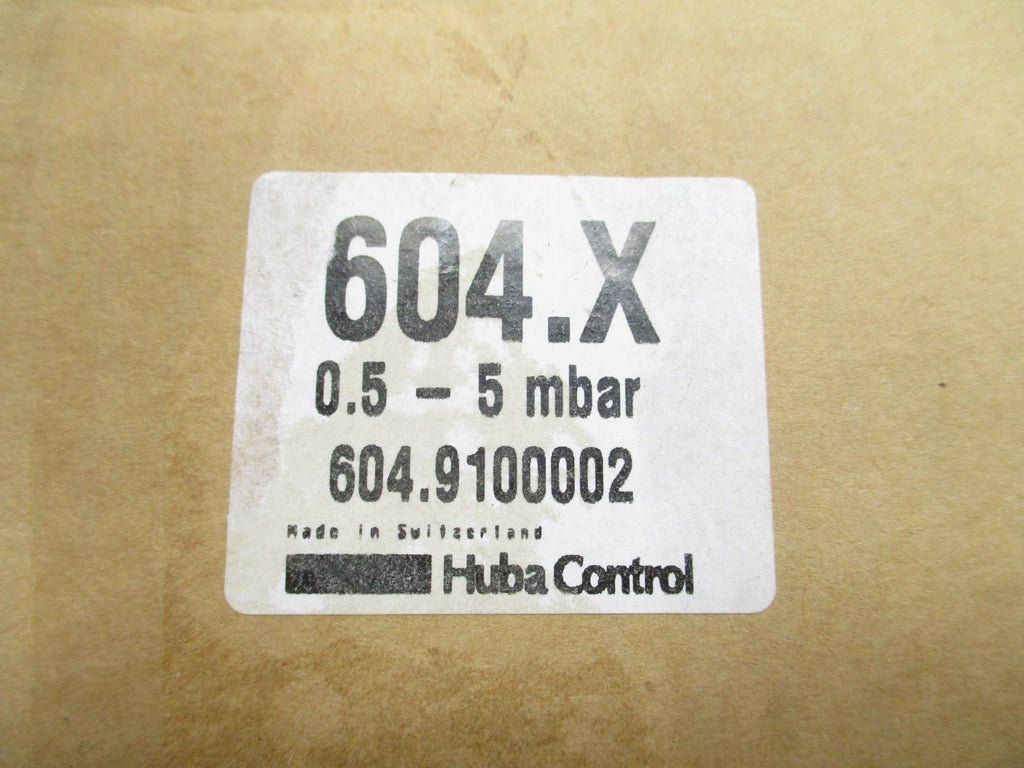 604.X
0.5 – 5 mbar
604.9100002
Made in Switzerland
Huba Control